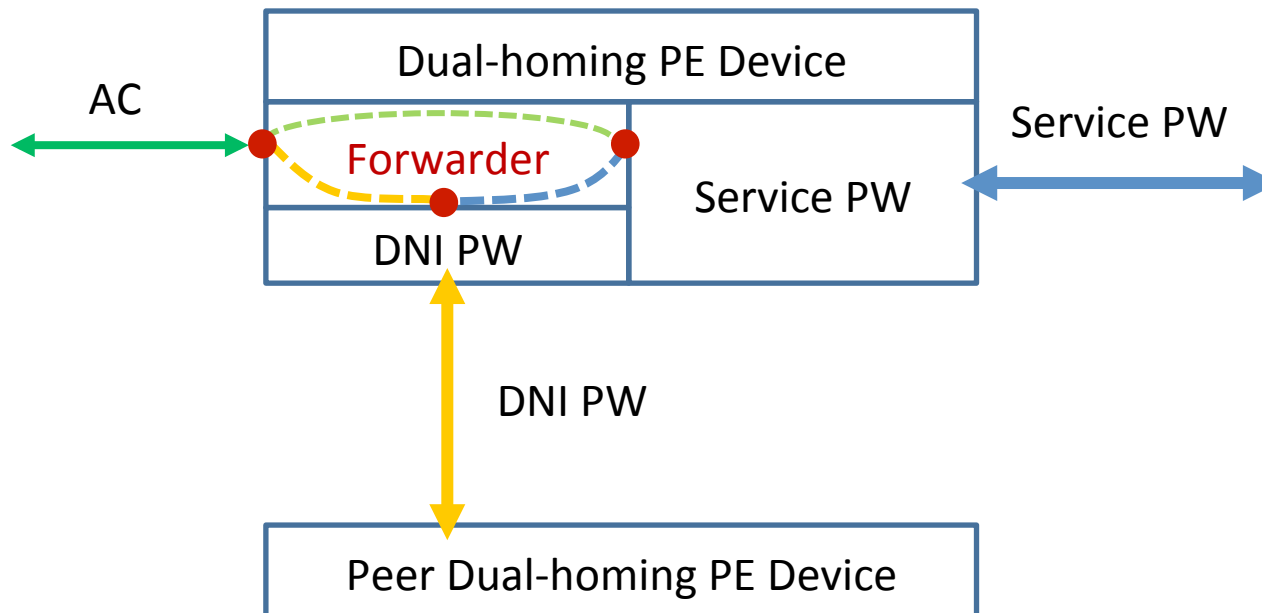 Dual-homing PE Device
AC
Service PW
Forwarder
Service PW
DNI PW
DNI PW
Peer Dual-homing PE Device